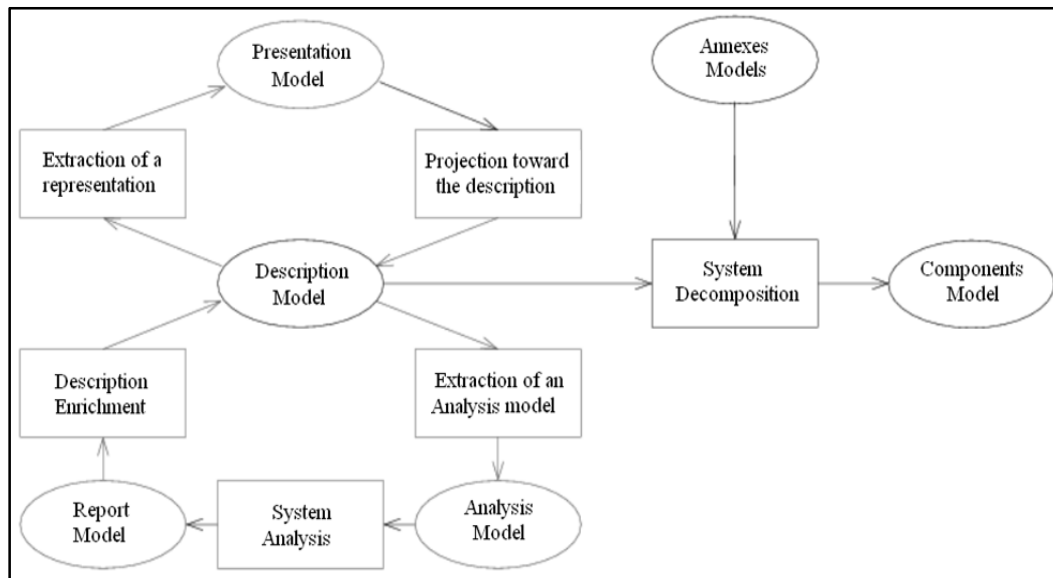 Presentation
Model
Annexes
Models
Extraction of a
representation
Projection toward
the description
Description
Model
System
Decomposition
Components
Model
Description
Enrichment
Extraction of an
Analysis model
Report
Model
System
Analysis
Analysis
Model